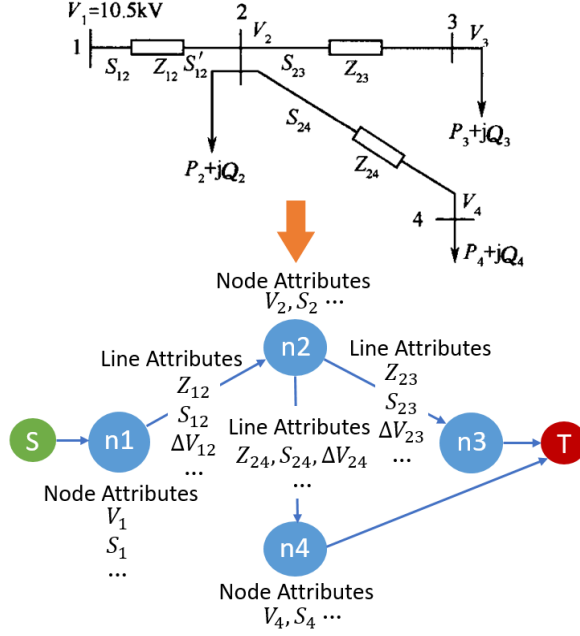 V₁=10.5kV
2
3
1
V₂
V₃
S₁₂
Z₁₂
S′₁₂
S₂₃
Z₂₃
S₂₄
Z₂₄
P₂+jQ₂
P₃+jQ₃
V₄
4
P₄+jQ₄
Node Attributes
V₂, S₂ ⋯
n2
Line Attributes
Z₁₂
S₁₂
ΔV₁₂
...
Line Attributes
Z₂₃
S₂₃
ΔV₂₃
...
Line Attributes
Z₂₄, S₂₄, ΔV₂₄
...
S
n1
n3
T
Node Attributes
V₁
S₁
...
n4
Node Attributes
V₄, S₄ ⋯